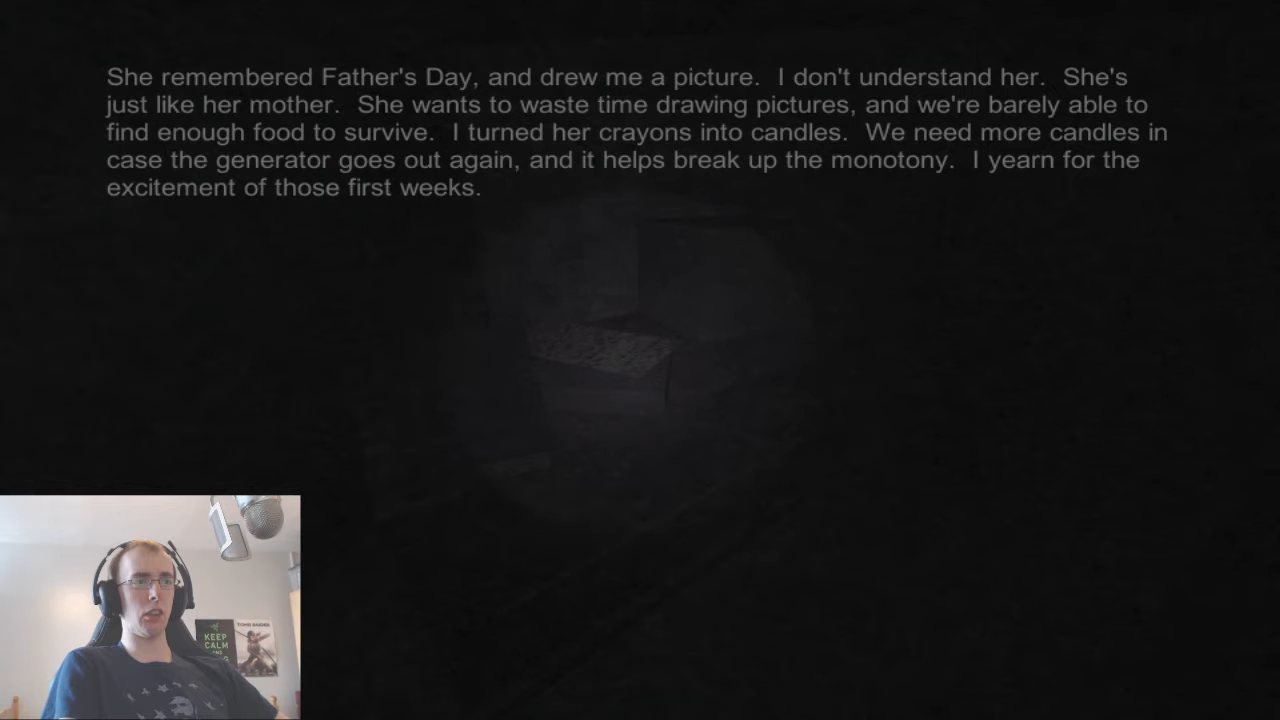 She remembered Father's Day, and drew me a picture. I don't understand her. She's
just like her mother. She wants to waste time drawing pictures, and we're barely able to
find enough food to survive. I turned her crayons into candles. We need more candles in
case the generator goes out again, and it helps break up the monotony. I yearn for the
excitement of those first weeks.
KEEP
CALM
AND
TOMB RAIDER